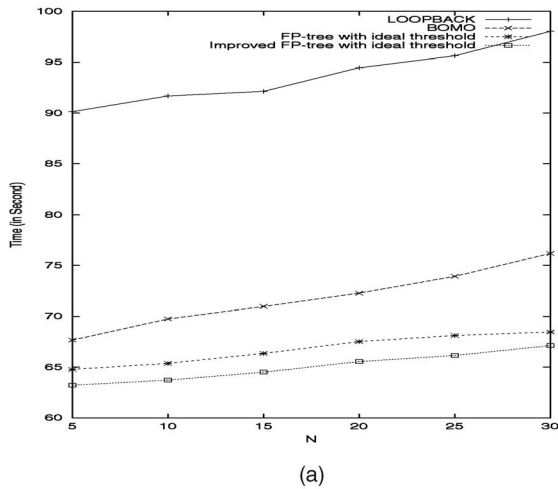 LOOPBACK
BOMO
FP-tree with ideal threshold
Improved FP-tree with ideal threshold
100
95
90
85
80
75
70
65
60
Time (in Second)
5 10 15 20 25 30
N
(a)